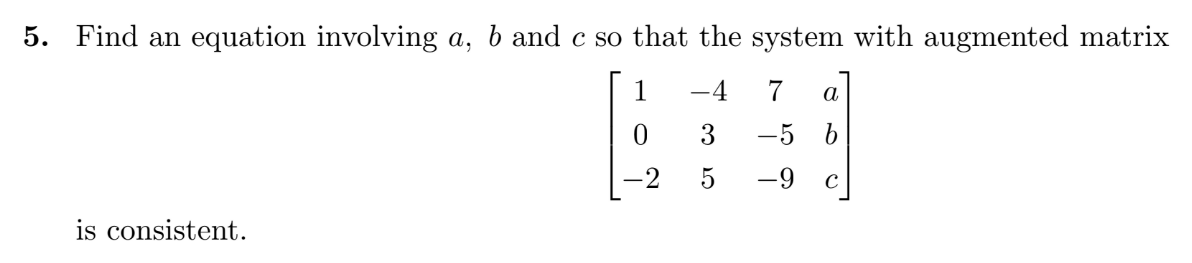 5. Find an equation involving a, b and c so that the system with augmented matrix
1 −4 7 a
0 3 −5 b
−2 5 −9 c
is consistent.